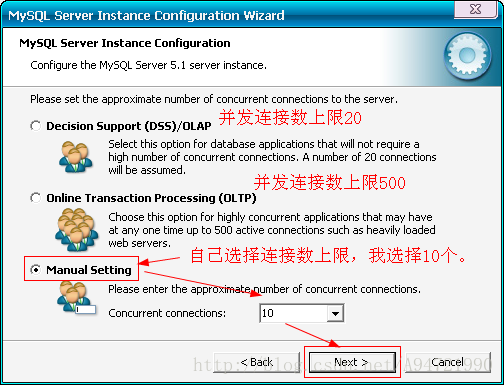 MySQL Server Instance Configuration Wizard
MySQL Server Instance Configuration
Configure the MySQL Server 5.1 server instance.
Please set the approximate number of concurrent connections to the server.
并发连接数上限20
Decision Support (DSS)/OLAP
Select this option for database applications that will not require a
high number of concurrent connections. A number of 20 connections
will be assumed.
并发连接数上限500
Online Transaction Processing (OLTP)
Choose this option for highly concurrent applications that may have
at any one time up to 500 active connections such as heavily loaded
web servers.
自己选择连接数上限，我选择10个。
Manual Setting
Please enter the approximate number of concurrent connections.
Concurrent connections:
10
< Back
Next >
Cancel